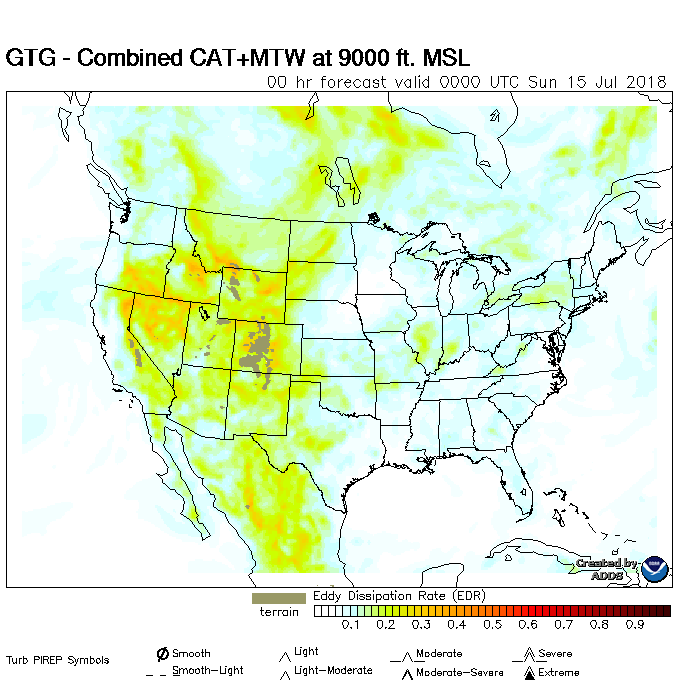 GTG - Combined CAT+MTW at 9000 ft. MSL
00 hr forecast valid 0000 UTC Sun 15 Jul 2018
Created by
ADDS
Eddy Dissipation Rate (EDR)
terrain
0.1 0.2 0.3 0.4 0.5 0.6 0.7 0.8 0.9
Turb PIREP Symbols
Smooth Light Moderate Severe
Smooth-Light Light-Moderate Moderate-Severe Extreme